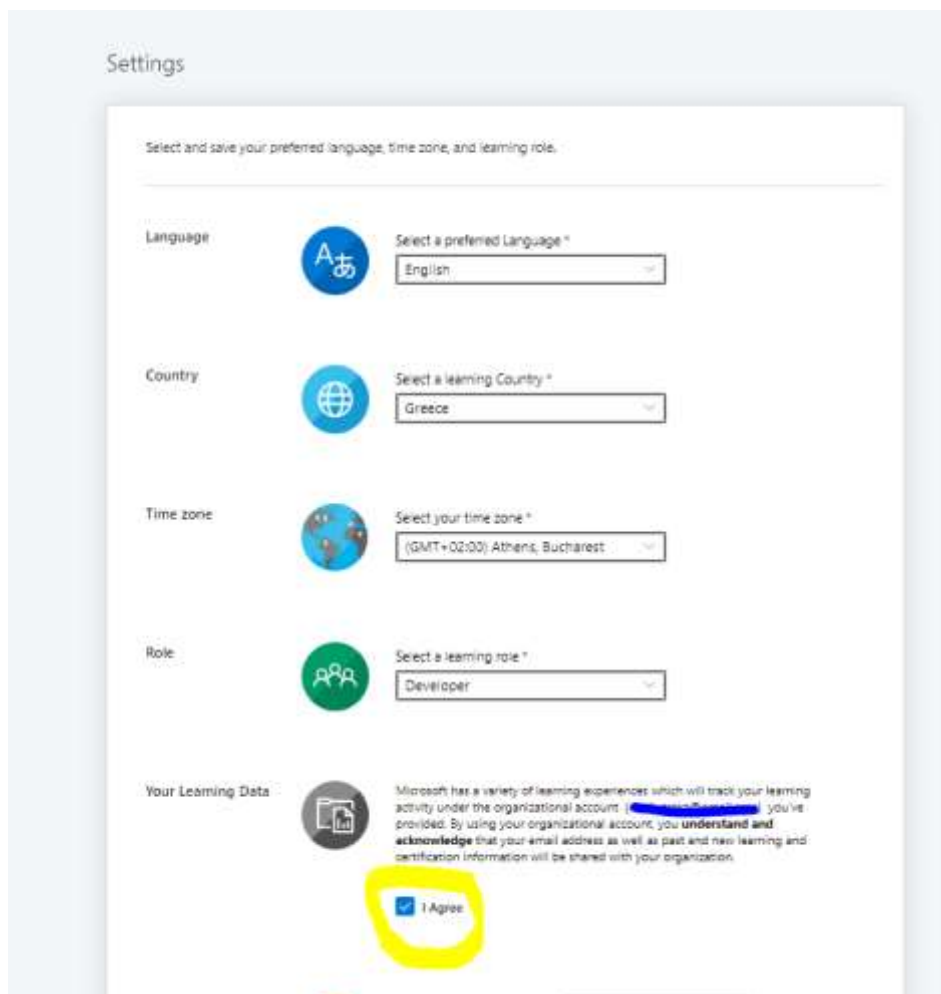 Settings
Select and save your preferred language, time zone, and learning role.
Language
Aあ
Select a preferred Language *
English
Country
Select a learning Country *
Greece
Time zone
Select your time zone *
(GMT+02:00) Athens, Bucharest
Role
Select a learning role *
Developer
Your Learning Data
Microsoft has a variety of learning experiences which will track your learning
activity under the organizational account ( ) you've
provided. By using your organizational account, you understand and
acknowledge that your email address as well as past and new learning and
certification information will be shared with your organization.
I Agree